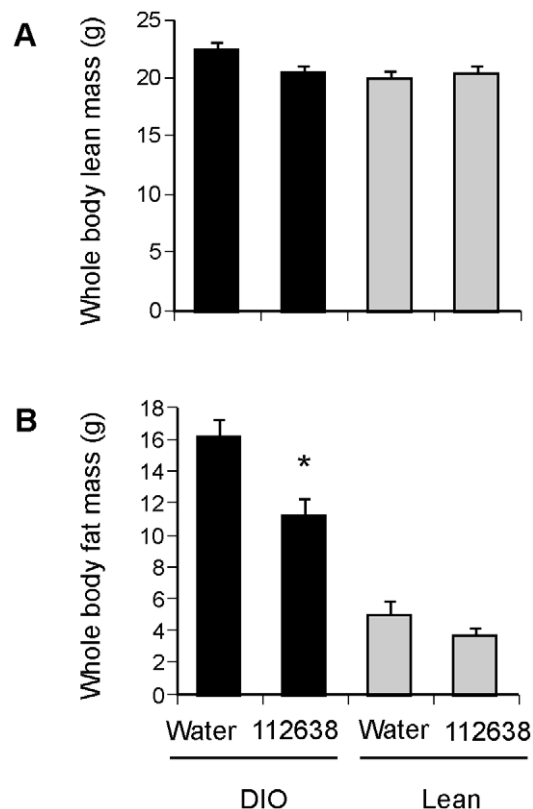 A
Whole body lean mass (g)
25
20
15
10
5
0
B
Whole body fat mass (g)
18
16
14
12
10
8
6
4
2
0
*
Water 112638 Water 112638
DIO Lean